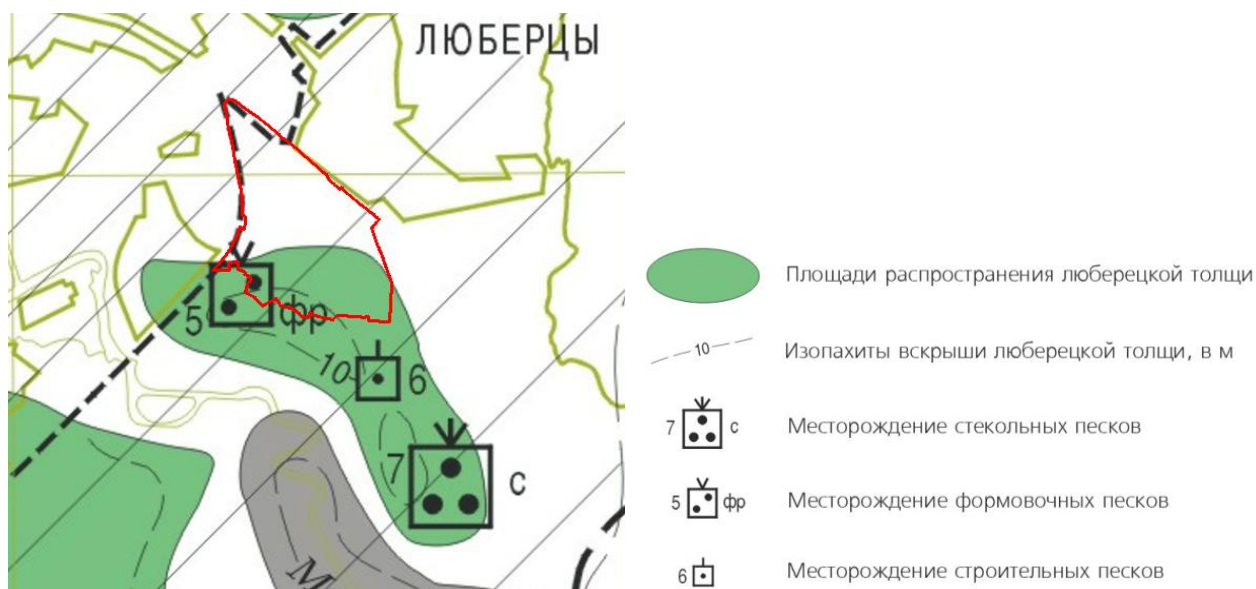 ЛЮБЕРЦЫ
5 фр
10
6
7 с
М
Площади распространения люберецкой толщи
10 Изопахиты вскрыши люберецкой толщи, в м
7 с Месторождение стекольных песков
5 фр Месторождение формовочных песков
6 Месторождение строительных песков